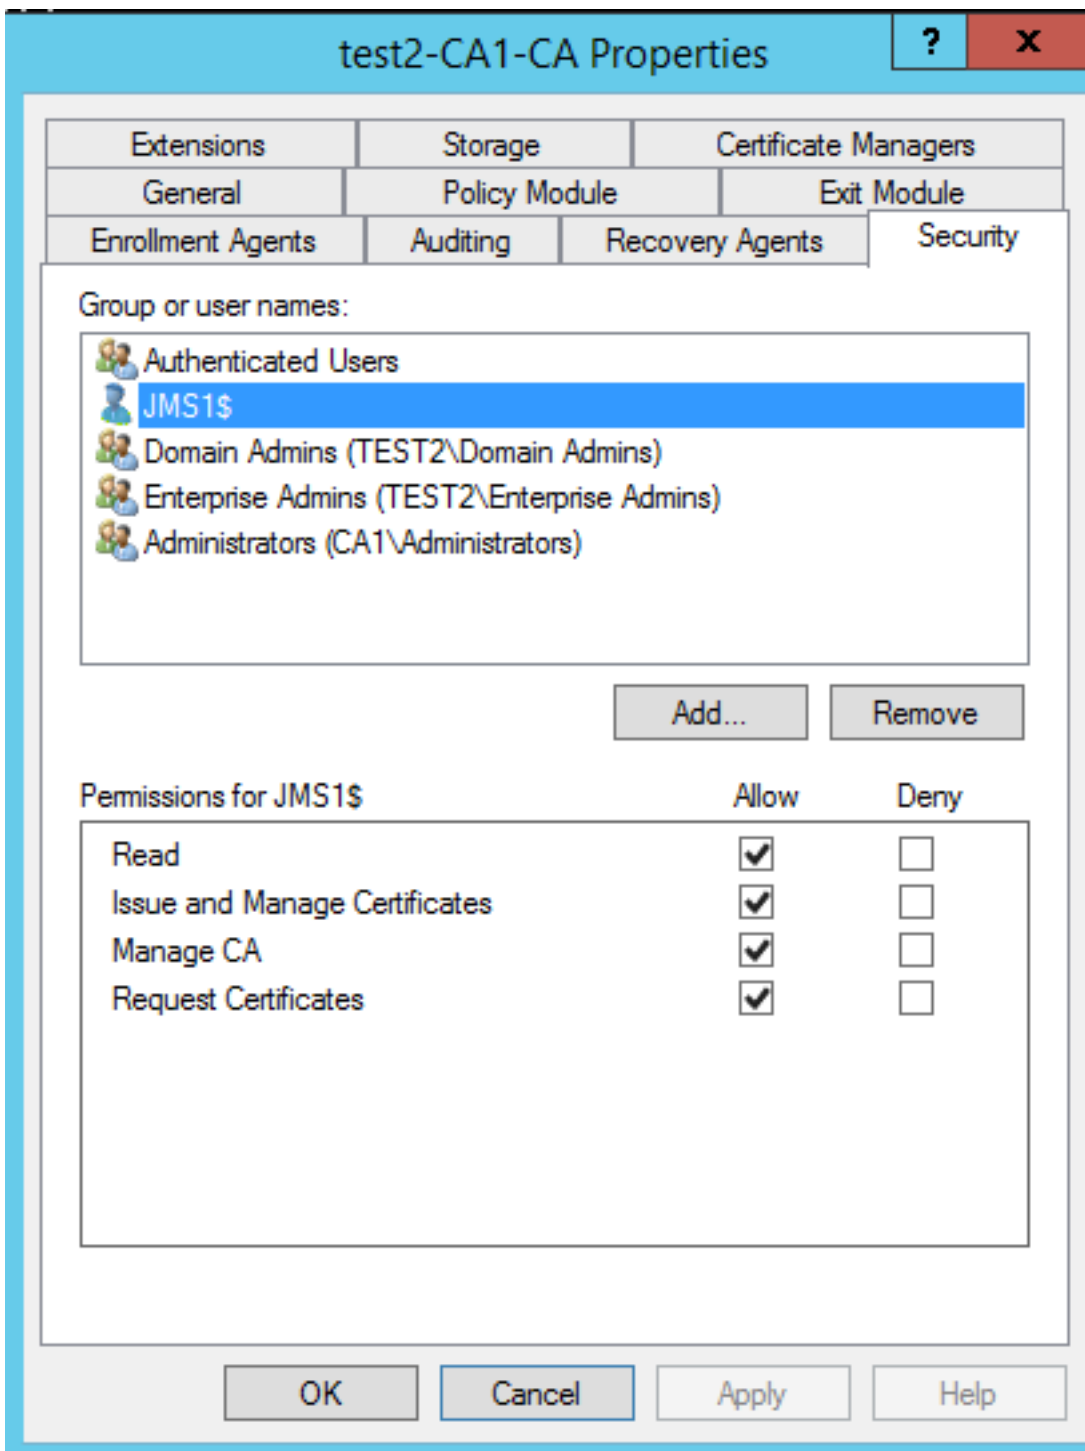 test2-CA1-CA Properties ? x
Extensions Storage Certificate Managers
General Policy Module Exit Module
Enrollment Agents Auditing Recovery Agents Security
Group or user names:
Authenticated Users
JMS1$
Domain Admins (TEST2\Domain Admins)
Enterprise Admins (TEST2\Enterprise Admins)
Administrators (CA1\Administrators)
Add... Remove
Permissions for JMS1$ Allow Deny
Read
Issue and Manage Certificates
Manage CA
Request Certificates
OK Cancel Apply Help